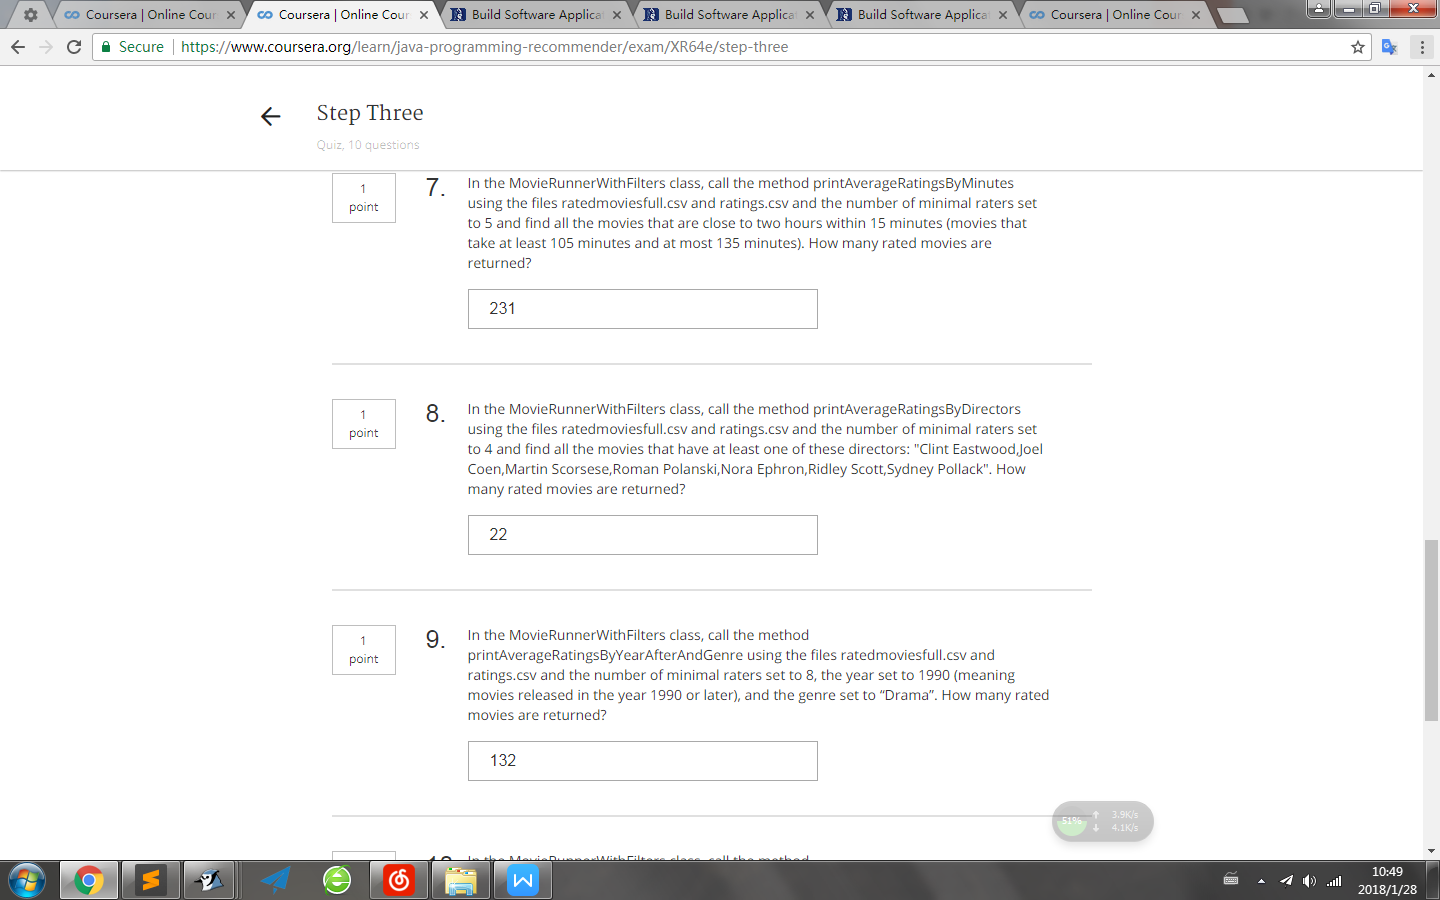 Coursera | Online Cour
Coursera | Online Cour
Build Software Applica
Build Software Applica
Build Software Applica
Coursera | Online Cour
Secure
https://www.coursera.org/learn/java-programming-recommender/exam/XR64e/step-three
Step Three
Quiz, 10 questions
1
point
7.
In the MovieRunnerWithFilters class, call the method printAverageRatingsByMinutes
using the files ratedmoviesfull.csv and ratings.csv and the number of minimal raters set
to 5 and find all the movies that are close to two hours within 15 minutes (movies that
take at least 105 minutes and at most 135 minutes). How many rated movies are
returned?
231
1
point
8.
In the MovieRunnerWithFilters class, call the method printAverageRatingsByDirectors
using the files ratedmoviesfull.csv and ratings.csv and the number of minimal raters set
to 4 and find all the movies that have at least one of these directors: "Clint Eastwood,Joel
Coen,Martin Scorsese,Roman Polanski,Nora Ephron,Ridley Scott,Sydney Pollack". How
many rated movies are returned?
22
1
point
9.
In the MovieRunnerWithFilters class, call the method
printAverageRatingsByYearAfterAndGenre using the files ratedmoviesfull.csv and
ratings.csv and the number of minimal raters set to 8, the year set to 1990 (meaning
movies released in the year 1990 or later), and the genre set to “Drama”. How many rated
movies are returned?
132
51%
3.9K/s
4.1K/s
10.
In the MovieRunnerWithFilters class, call the method
10:49
2018/1/28